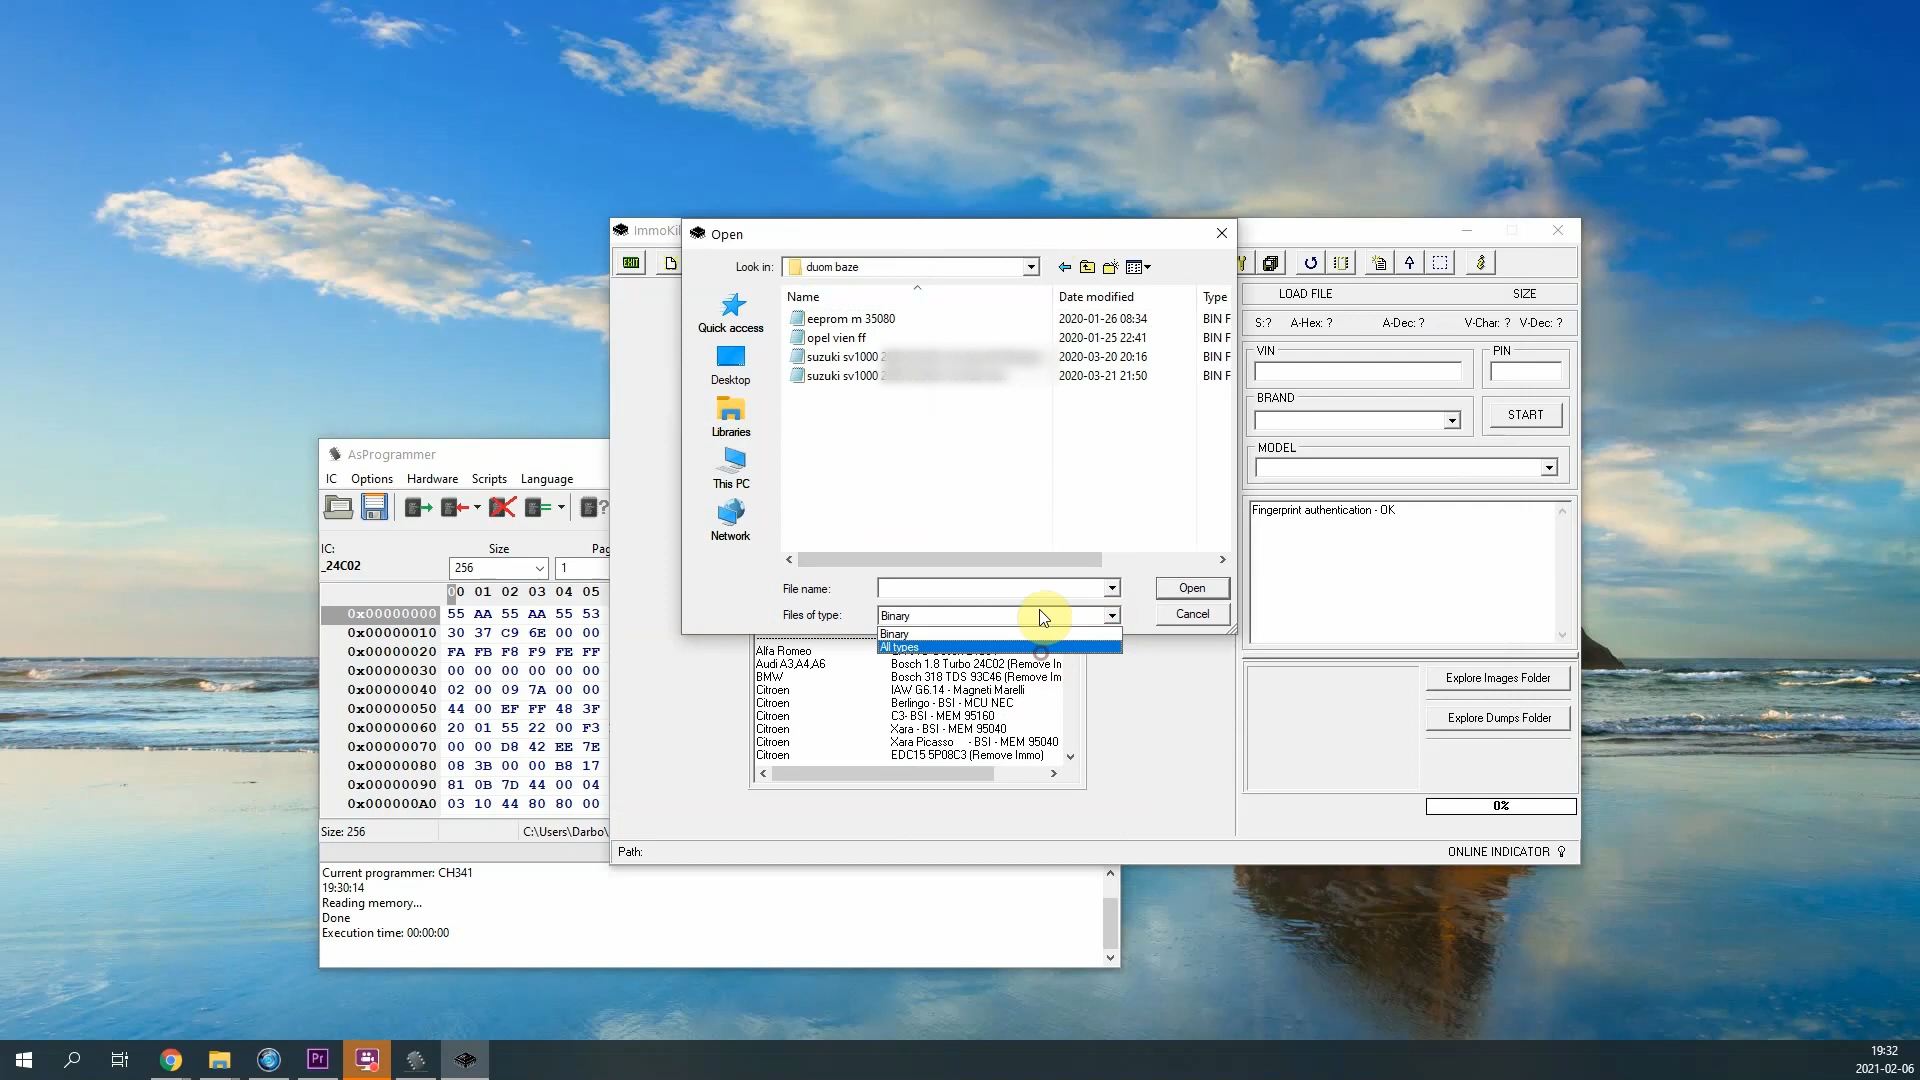 ImmoKil
Open
Look in:
duom baze
Quick access
Desktop
Libraries
This PC
Network
Name
Date modified
Type
eeprom m 35080
2020-01-26 08:34
BIN F
opel vien ff
2020-01-25 22:41
BIN F
suzuki sv1000 2
2020-03-20 20:16
BIN F
suzuki sv1000 2
2020-03-21 21:50
BIN F
File name:
Open
Files of type:
Binary
Cancel
Binary
All types
EXIT
LOAD FILE
SIZE
S:?
A-Hex: ?
A-Dec: ?
V-Char: ?
V-Dec: ?
VIN
PIN
BRAND
START
MODEL
Fingerprint authentication - OK
Explore Images Folder
Explore Dumps Folder
0%
Alfa Romeo
Audi A3,A4,A6
Bosch 1.8 Turbo 24C02 (Remove In
BMW
Bosch 318 TDS 93C46 (Remove Im
Citroen
IAW G6.14 - Magneti Marelli
Citroen
Berlingo - BSI - MCU NEC
Citroen
C3- BSI - MEM 95160
Citroen
Xara - BSI - MEM 95040
Citroen
Xara Picasso - BSI - MEM 95040
Citroen
EDC15 5P08C3 (Remove Immo)
Path:
ONLINE INDICATOR
AsProgrammer
IC
Options
Hardware
Scripts
Language
IC:
Size
Pag
_24C02
256
1
00 01 02 03 04 05
0x00000000 55 AA 55 AA 55 53
0x00000010 30 37 C9 6E 00 00
0x00000020 FA FB F8 F9 FE FF
0x00000030 00 00 00 00 00 00
0x00000040 02 00 09 7A 00 00
0x00000050 44 00 EF FF 48 3F
0x00000060 20 01 55 22 00 F3
0x00000070 00 00 D8 42 EE 7E
0x00000080 08 3B 00 00 B8 17
0x00000090 81 0B 7D 44 00 04
0x000000A0 03 10 44 80 80 00
Size: 256
C:\Users\Darbo\
Current programmer: CH341
19:30:14
Reading memory...
Done
Execution time: 00:00:00
Pr
19:32
2021-02-06